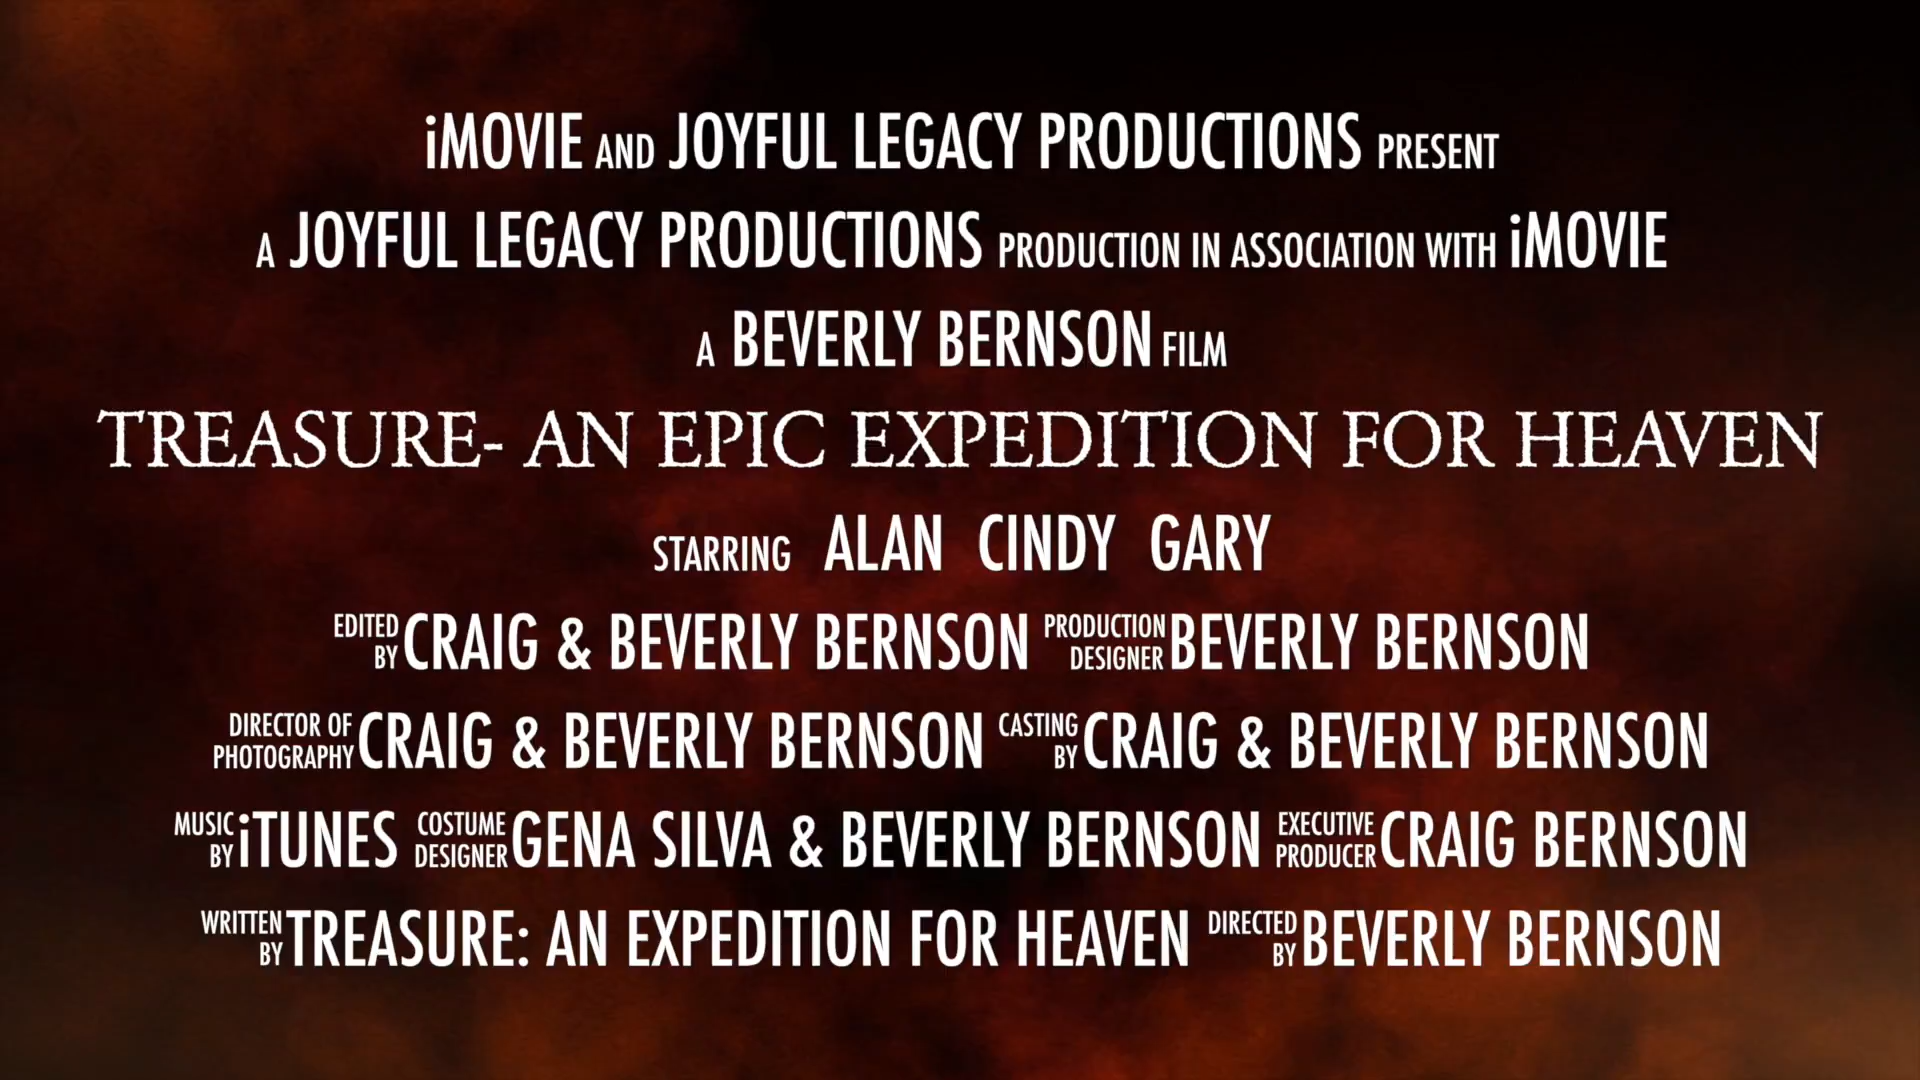 iMOVIE AND JOYFUL LEGACY PRODUCTIONS PRESENT
A JOYFUL LEGACY PRODUCTIONS PRODUCTION IN ASSOCIATION WITH iMOVIE
A BEVERLY BERNSON FILM
TREASURE- AN EPIC EXPEDITION FOR HEAVEN
STARRING ALAN CINDY GARY
EDITED BY CRAIG & BEVERLY BERNSON PRODUCTION DESIGNER BEVERLY BERNSON
DIRECTOR OF PHOTOGRAPHY CRAIG & BEVERLY BERNSON CASTING BY CRAIG & BEVERLY BERNSON
MUSIC BY iTUNES COSTUME DESIGNER GENA SILVA & BEVERLY BERNSON EXECUTIVE PRODUCER CRAIG BERNSON
WRITTEN BY TREASURE: AN EXPEDITION FOR HEAVEN DIRECTED BY BEVERLY BERNSON